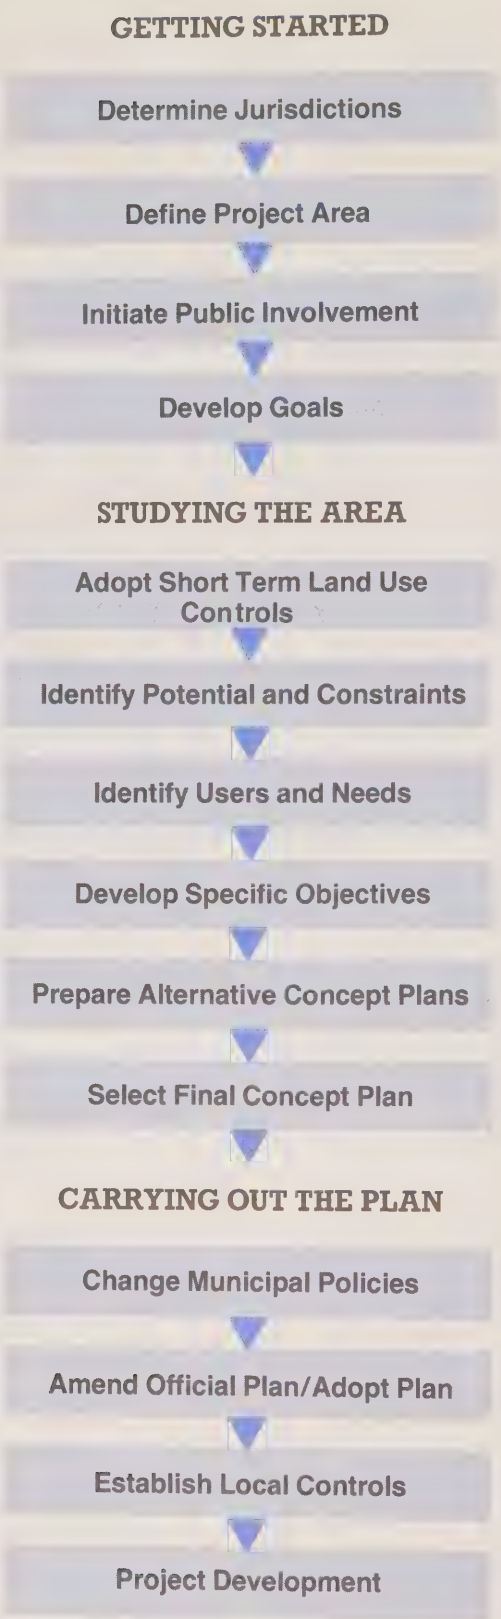 GETTING STARTED
Determine Jurisdictions
Define Project Area
Initiate Public Involvement
Develop Goals
STUDYING THE AREA
Adopt Short Term Land Use
Controls
Identify Potential and Constraints
Identify Users and Needs
Develop Specific Objectives
Prepare Alternative Concept Plans
Select Final Concept Plan
CARRYING OUT THE PLAN
Change Municipal Policies
Amend Official Plan/Adopt Plan
Establish Local Controls
Project Development